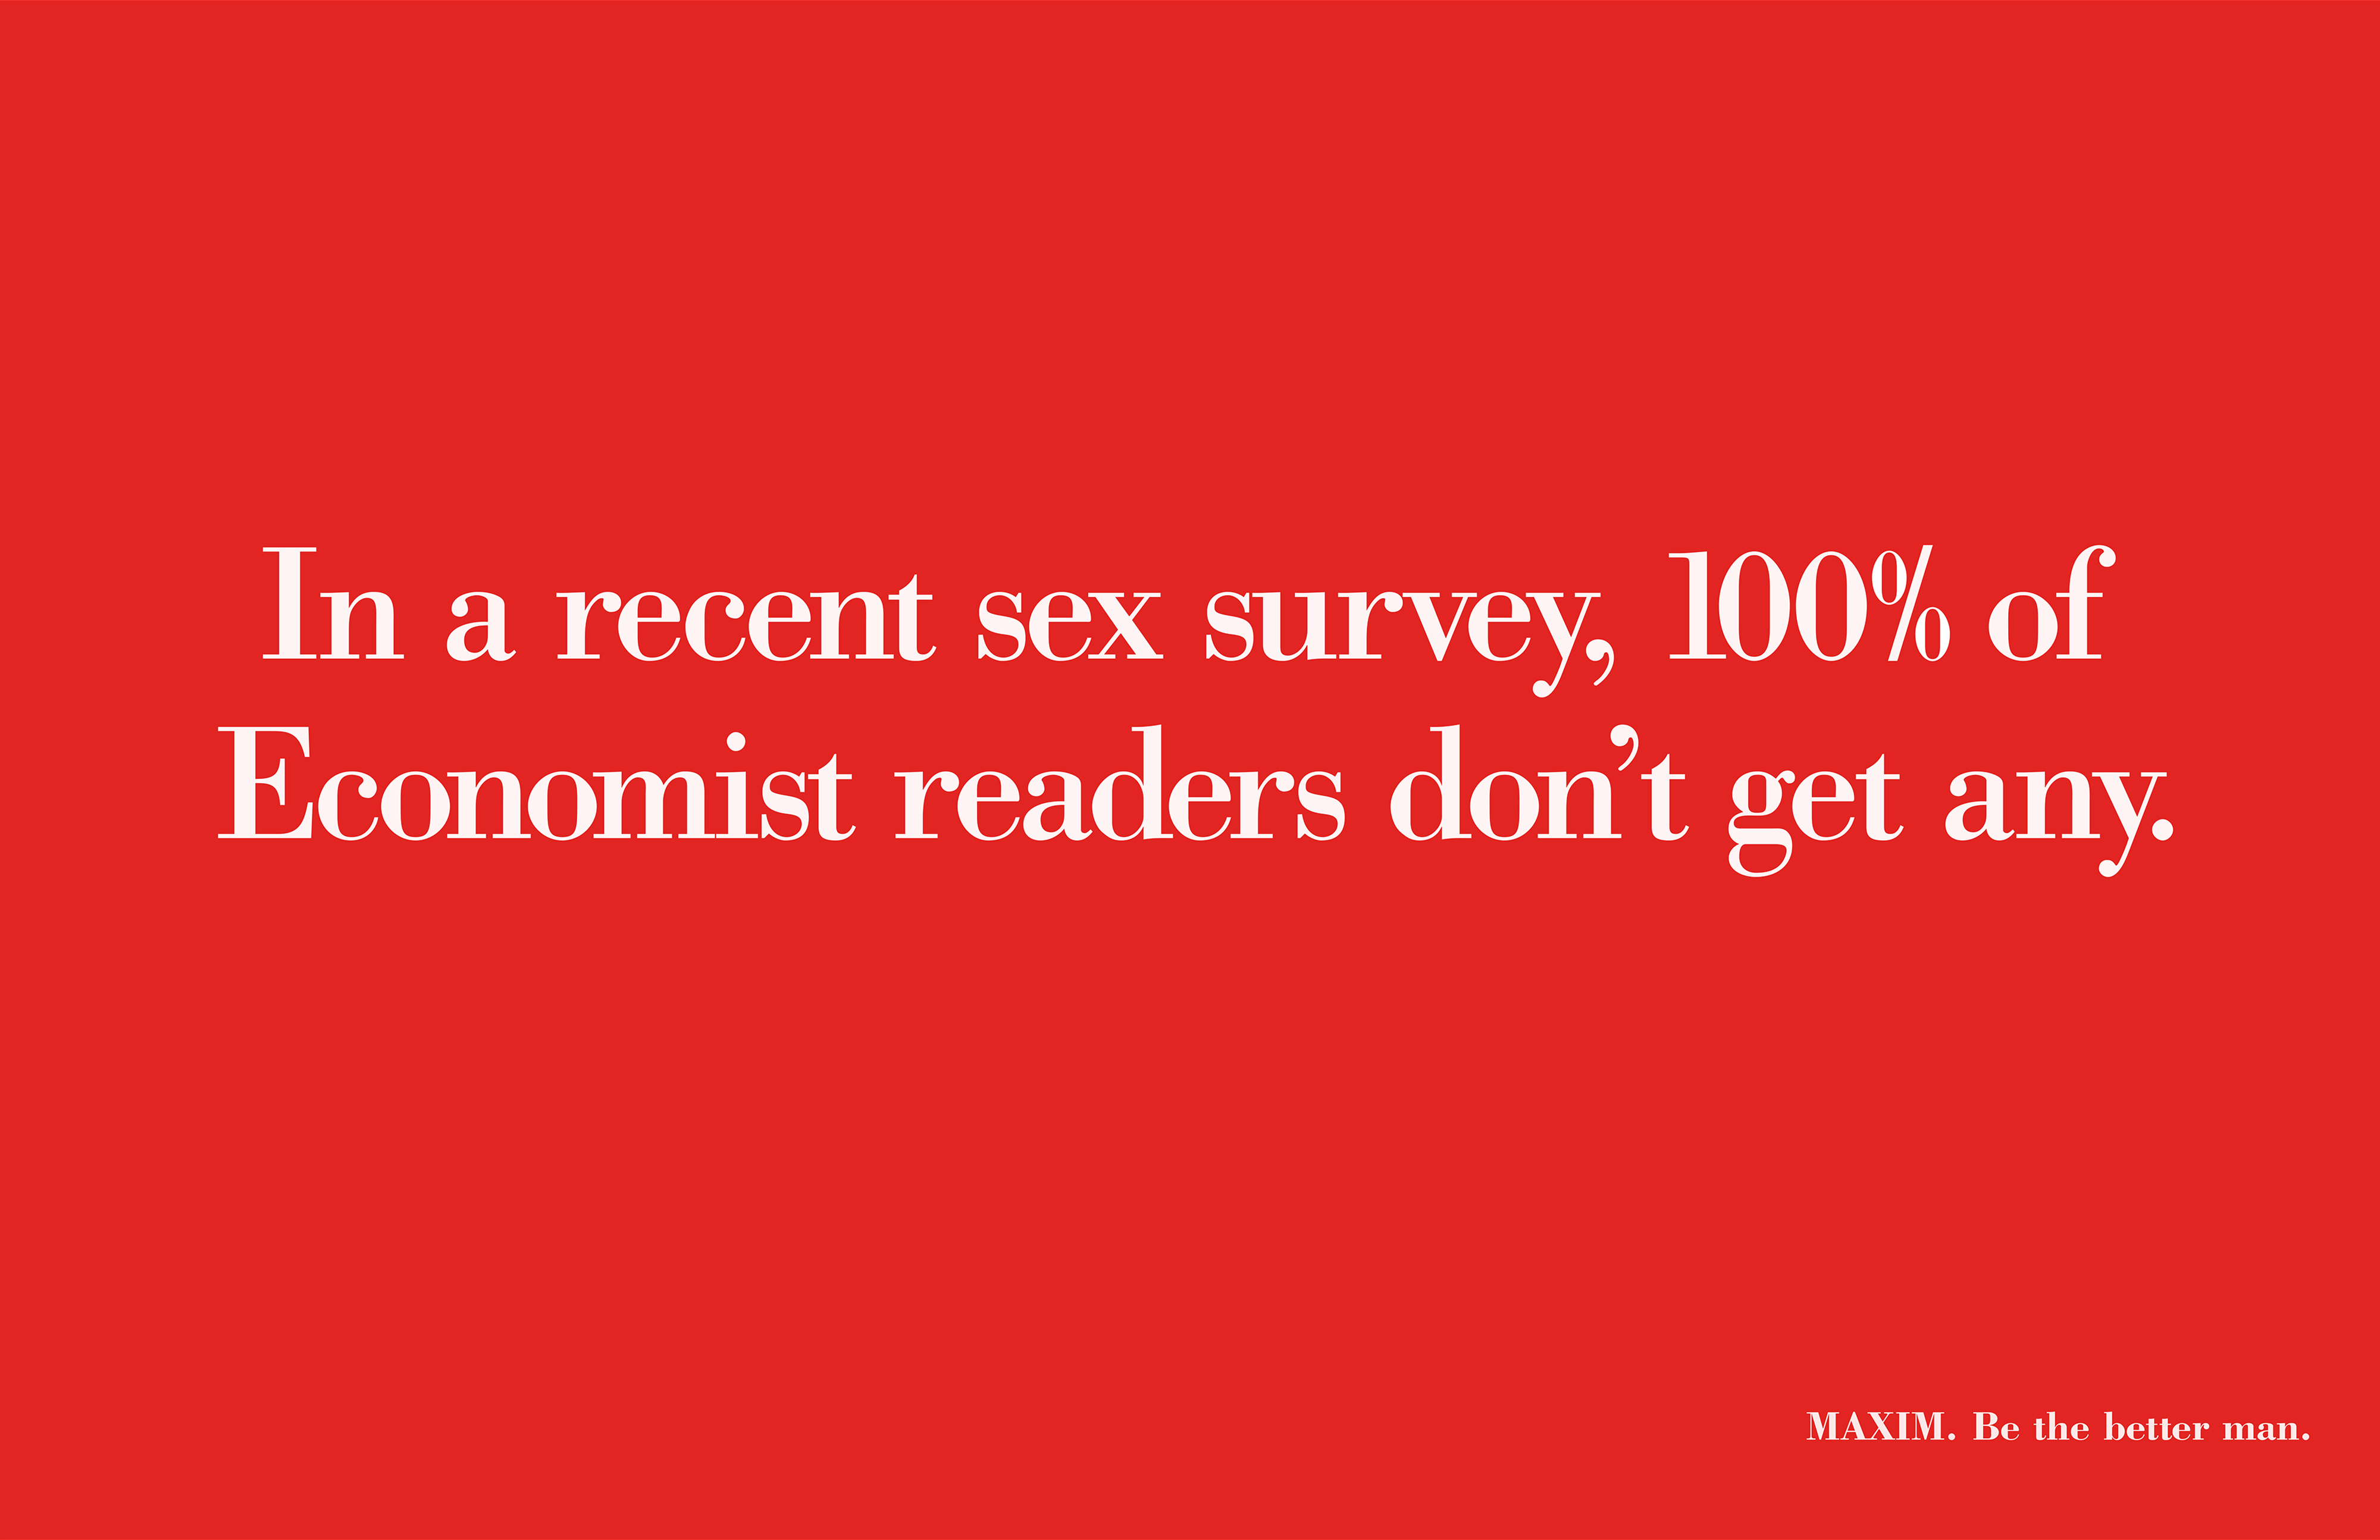 In a recent sex survey, 100% of
Economist readers don’t get any.
MAXIM. Be the better man.